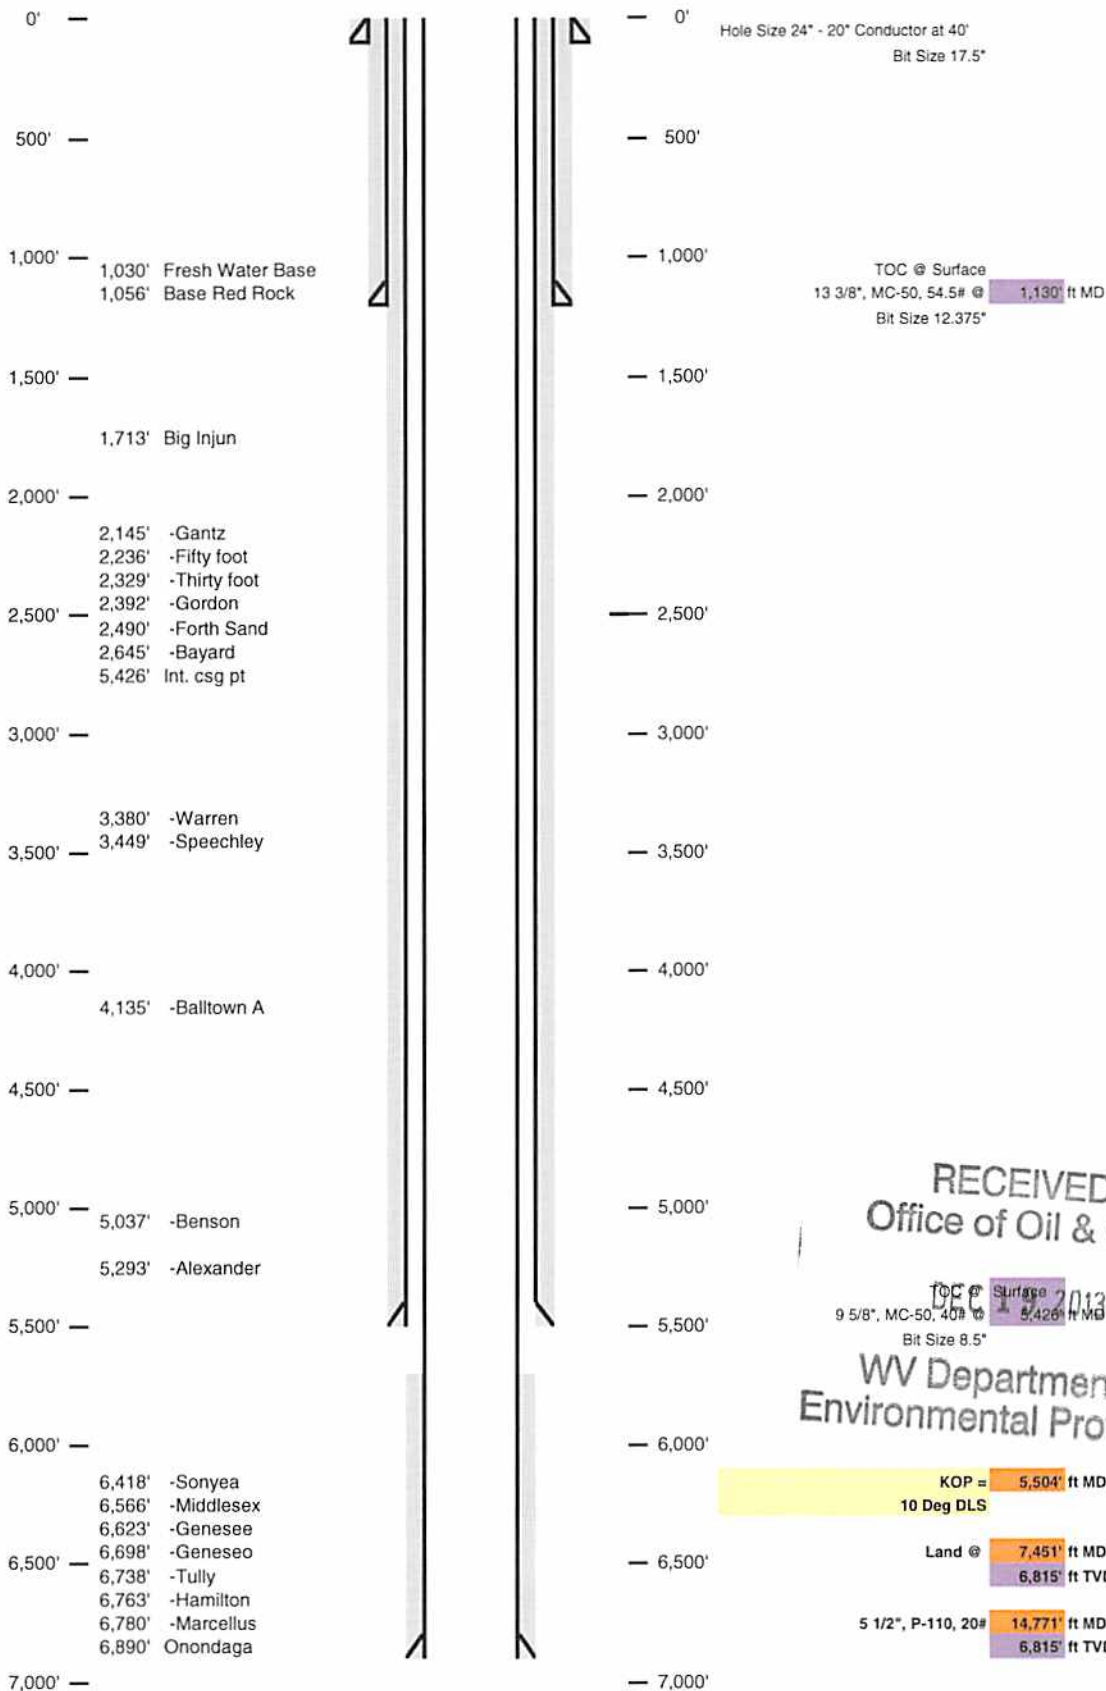 0'
0'
Hole Size 24" - 20" Conductor at 40'
Bit Size 17.5"
500'
500'
1,000'
1,000'
1,030' Fresh Water Base
TOC @ Surface
1,056' Base Red Rock
13 3/8", MC-50, 54.5# @ 1,130' ft MD
Bit Size 12.375"
1,500'
1,500'
1,713' Big Injun
2,000'
2,000'
2,145' -Gantz
2,236' -Fifty foot
2,329' -Thirty foot
2,392' -Gordon
2,500'
2,500'
2,490' -Forth Sand
2,645' -Bayard
5,426' Int. csg pt
3,000'
3,000'
3,380' -Warren
3,449' -Speechley
3,500'
3,500'
4,000'
4,000'
4,135' -Balltown A
4,500'
4,500'
RECEIVED
Office of Oil &
5,000'
5,000'
5,037' -Benson
5,293' -Alexander
TOC @ Surface
DEC 19 2013
9 5/8", MC-50, 40# @ 5,426' ft MD
5,500'
5,500'
Bit Size 8.5"
WV Departmen
Environmental Pro
6,000'
6,000'
6,418' -Sonyea
KOP = 5,504' ft MD
6,566' -Middlesex
10 Deg DLS
6,623' -Genesee
6,698' -Geneseo
Land @ 7,451' ft MD
6,500'
6,500'
6,738' -Tully
6,815' ft TVD
6,763' -Hamilton
6,780' -Marcellus
5 1/2", P-110, 20# 14,771' ft MD
6,890' Onondaga
6,815' ft TVD
7,000'
7,000'